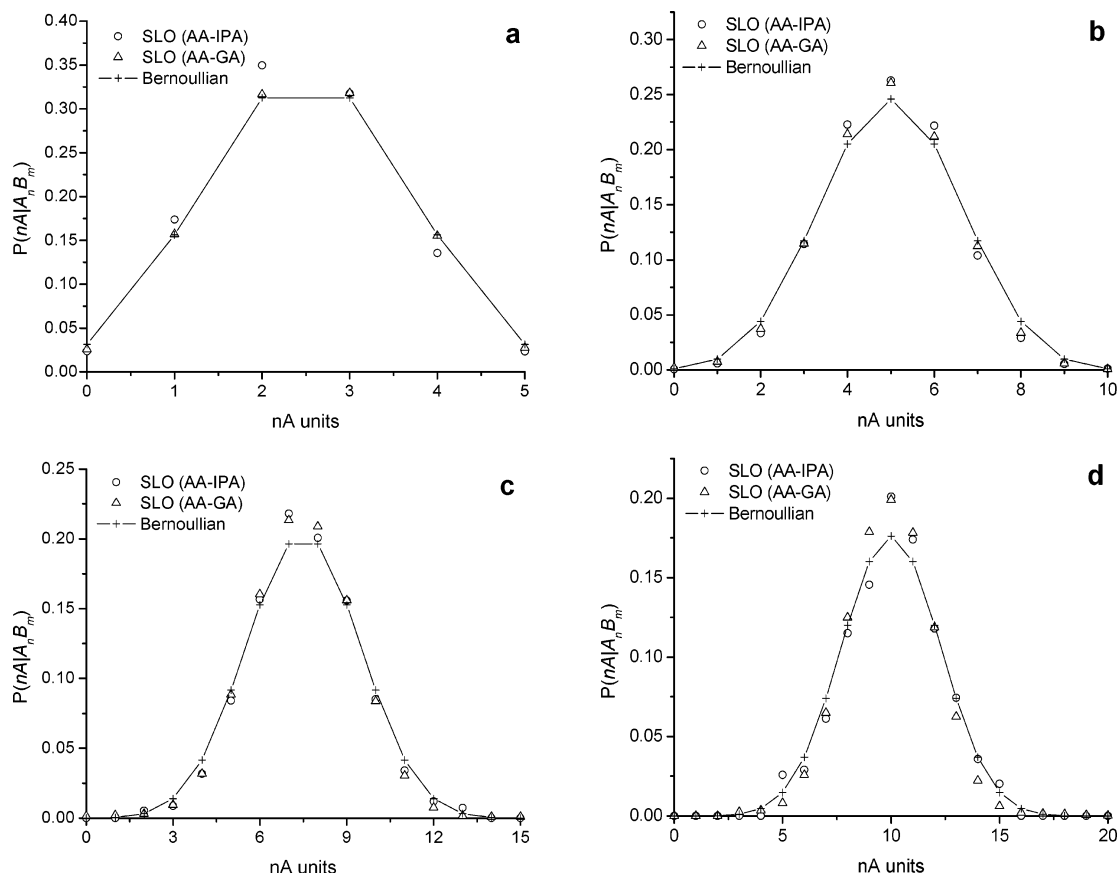 a
SLO (AA-IPA)
SLO (AA-GA)
Bernoullian
0.40
0.35
0.30
0.25
0.20
0.15
0.10
0.05
0.00
P(nA|AnBm)
0 1 2 3 4 5
nA units
b
SLO (AA-IPA)
SLO (AA-GA)
Bernoullian
0.30
0.25
0.20
0.15
0.10
0.05
0.00
P(nA|AnBm)
0 2 4 6 8 10
nA units
c
SLO (AA-IPA)
SLO (AA-GA)
Bernoullian
0.25
0.20
0.15
0.10
0.05
0.00
P(nA|AnBm)
0 3 6 9 12 15
nA units
d
SLO (AA-IPA)
SLO (AA-GA)
Bernoullian
0.20
0.15
0.10
0.05
0.00
P(nA|AnBm)
0 5 10 15 20
nA units